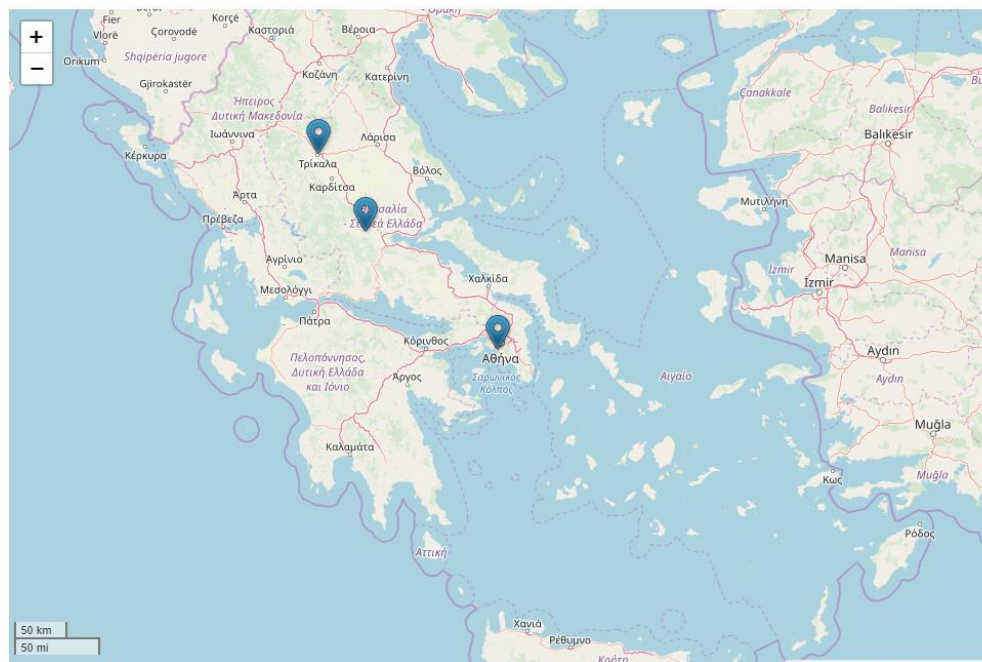 +
−
Fier
Korçë
Vlorë
Çorovodë
Καστοριά
Βέροια
Orikum
Shqipëria jugore
Κοζάνη
Κατερίνη
Gjirokastër
Ήπειρος
Δυτική Μακεδονία
Çanakkale
Balıkesir
Balıkesir
Κέρκυρα
Ιωάννινα
Λάρισα
Τρίκαλα
Καρδίτσα
Βόλος
Άρτα
Μυτιλήνη
Πρέβεζα
- Στερεά Ελλάδα
Αγρίνιο
Manisa
Manisa
İzmir
İzmir
Χαλκίδα
Μεσολόγγι
Πάτρα
Κόρινθος
Αθήνα
Aydın
Aydın
Πελοπόννησος,
Δυτική Ελλάδα
και Ιόνιο
Άργος
Σαρωνικός
Κόλπος
Αιγαίο
Muğla
Muğla
Καλαμάτα
Κως
Ρόδος
Αττική
50 km
50 mi
Χανιά
Ρέθυμνο
Κρήτη